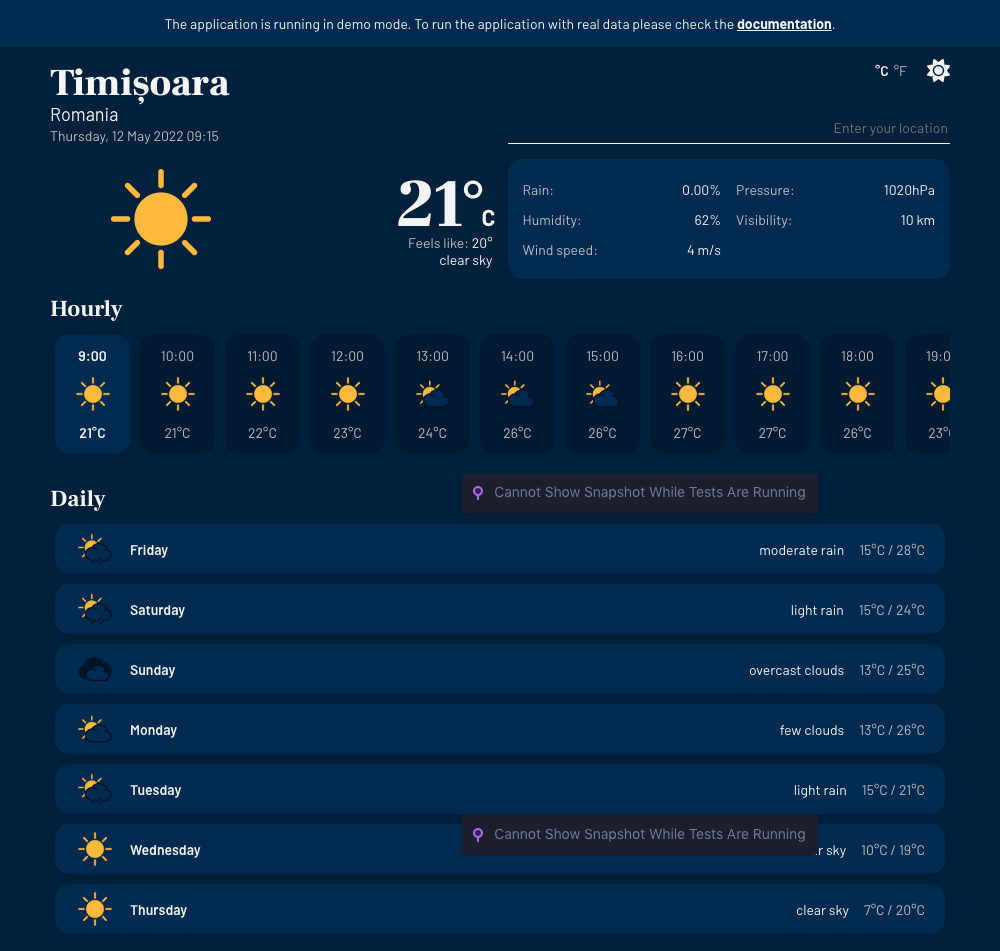 The application is running in demo mode. To run the application with real data please check the documentation.
Timișoara
°C °F
Romania
Thursday, 12 May 2022 09:15
Enter your location
21°C
Feels like: 20°
clear sky
Rain: 0.00% Pressure: 1020hPa
Humidity: 62% Visibility: 10 km
Wind speed: 4 m/s
Hourly
9:00 10:00 11:00 12:00 13:00 14:00 15:00 16:00 17:00 18:00 19:0
21°C 21°C 22°C 23°C 24°C 26°C 26°C 27°C 27°C 26°C 23°
Cannot Show Snapshot While Tests Are Running
Daily
Friday moderate rain 15°C / 28°C
Saturday light rain 15°C / 24°C
Sunday overcast clouds 13°C / 25°C
Monday few clouds 13°C / 26°C
Tuesday light rain 15°C / 21°C
Cannot Show Snapshot While Tests Are Running
Wednesday sky 10°C / 19°C
Thursday clear sky 7°C / 20°C